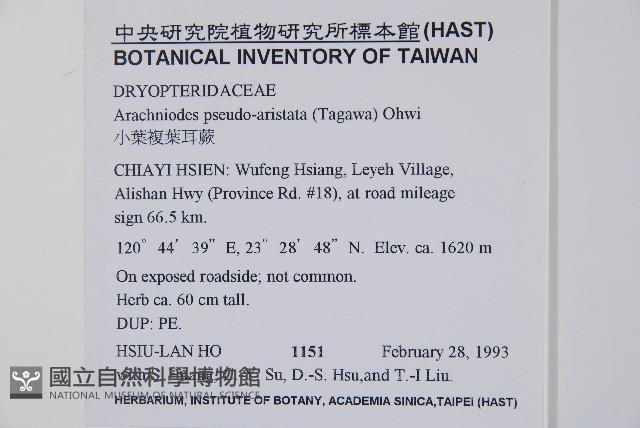 中央研究院植物研究所標本館(HAST)
BOTANICAL INVENTORY OF TAIWAN
DRYOPTERIDACEAE
Arachniodes pseudo-aristata (Tagawa) Ohwi
小葉複葉耳蕨
CHIAYI HSIEN: Wufeng Hsiang, Leyeh Village,
Alishan Hwy (Province Rd. #18), at road mileage
sign 66.5 km.
120° 44′ 39″ E, 23° 28′ 48″ N. Elev. ca. 1620 m
On exposed roadside; not common.
Herb ca. 60 cm tall.
DUP: PE.
HSIU-LAN HO 1151 February 28, 1993
Su, D.-S. Hsu,and T.-I Liu.
國立自然科學博物館
NATIONAL MUSEUM OF NATURAL SCIENCE
HERBARIUM, INSTITUTE OF BOTANY, ACADEMIA SINICA,TAIPEI (HAST)